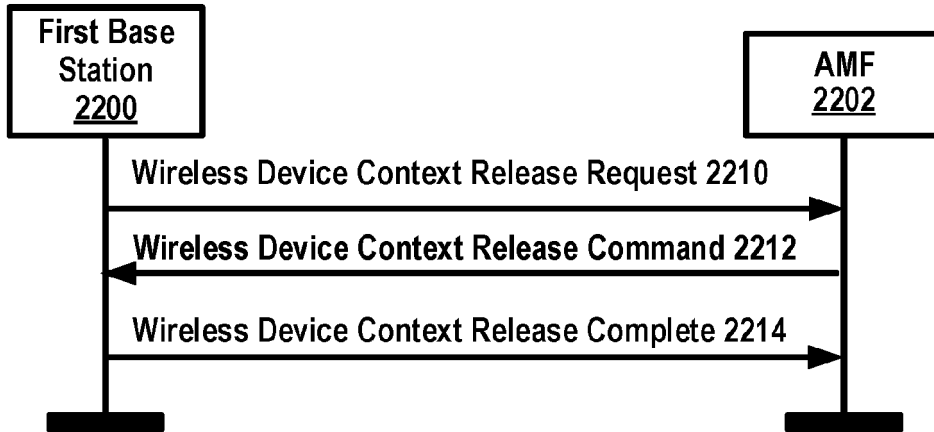 First Base
Station
2200
AMF
2202
Wireless Device Context Release Request 2210
Wireless Device Context Release Command 2212
Wireless Device Context Release Complete 2214